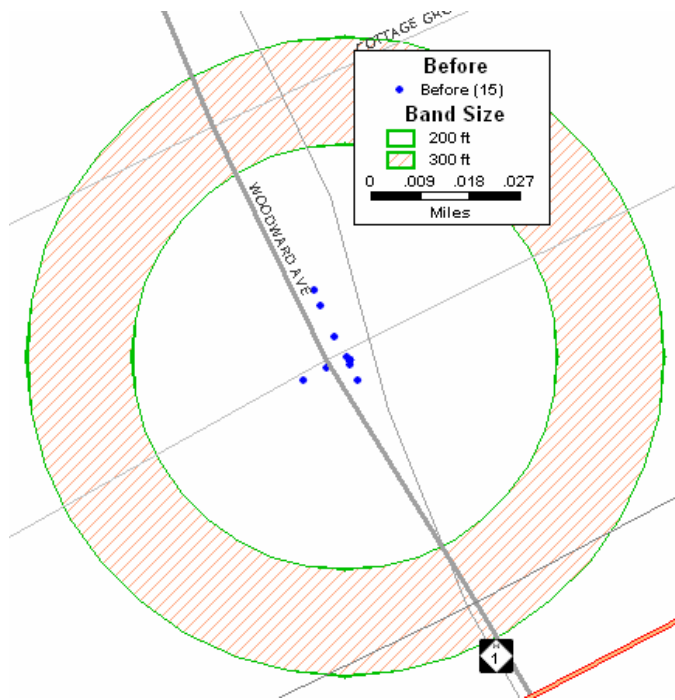 COTTAGE GRO
Before
Before (15)
Band Size
200 ft
300 ft
0 .009 .018 .027
Miles
WOODWARD AVE
M
1